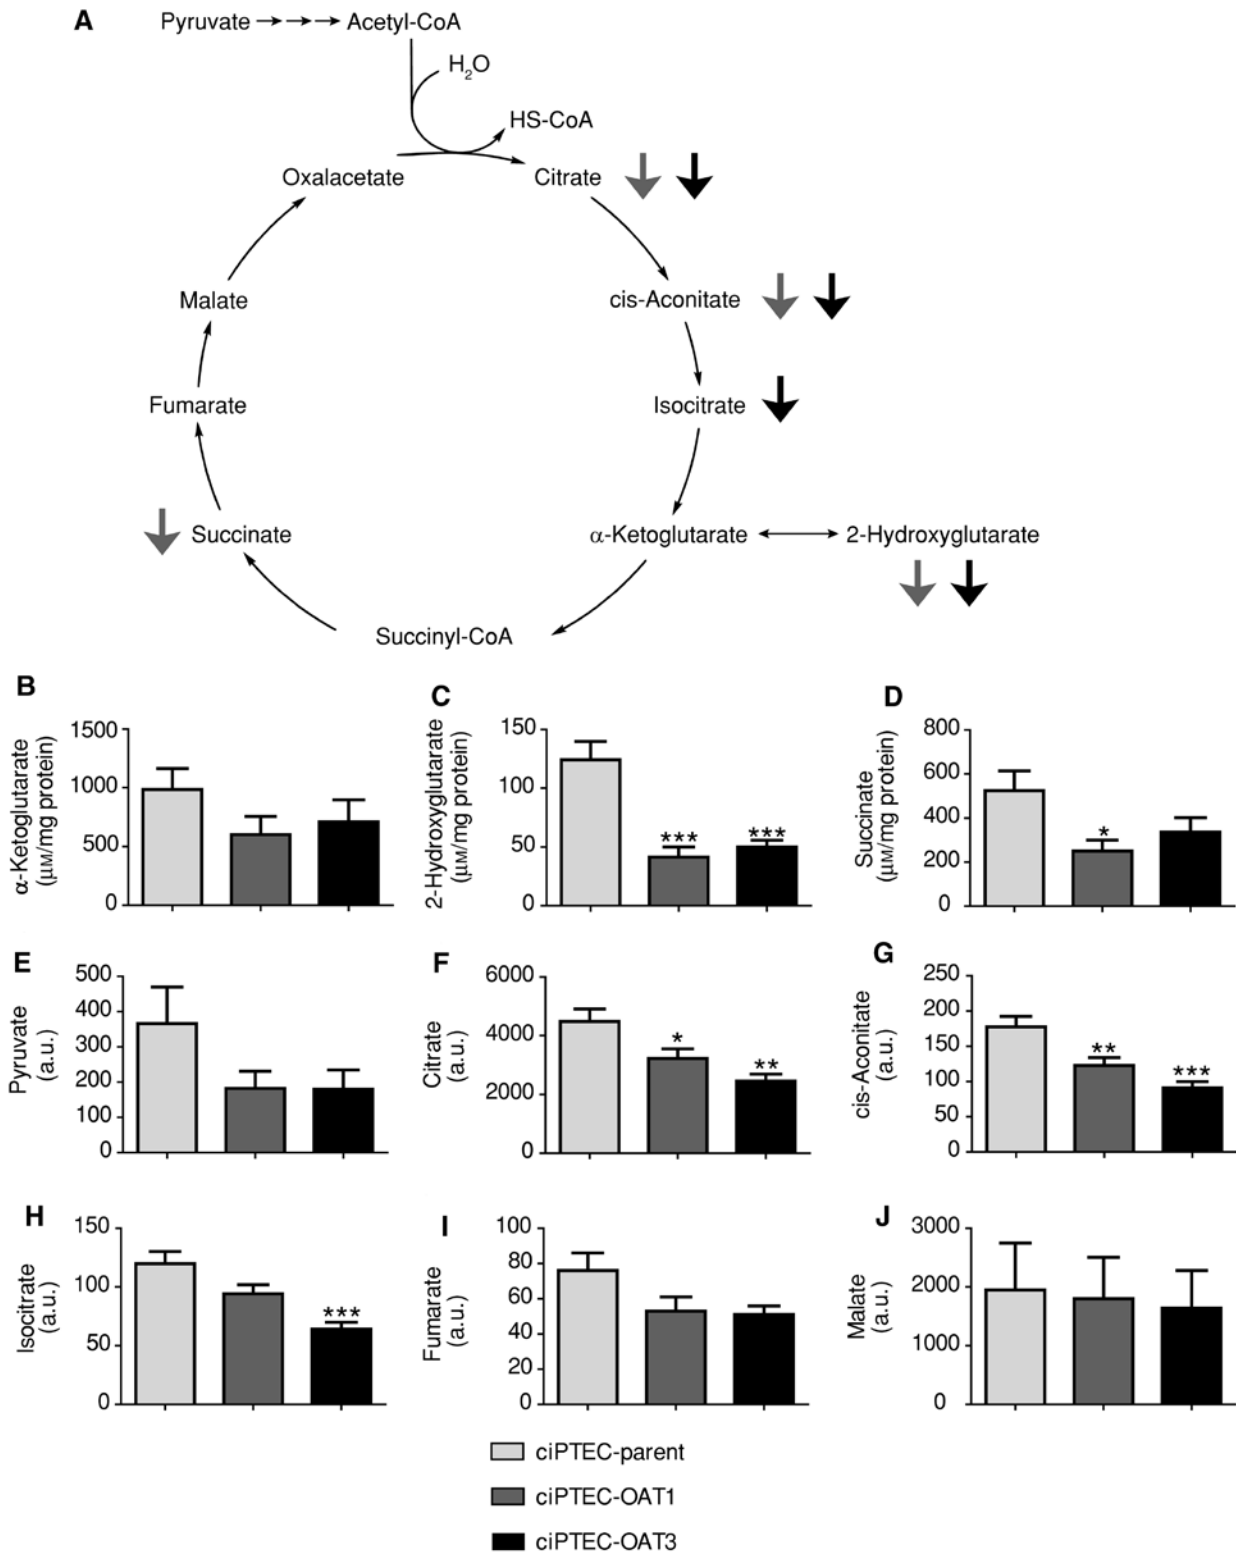 A
Pyruvate
Acetyl-CoA
H₂O
HS-CoA
Oxalacetate
Citrate
Malate
cis-Aconitate
Fumarate
Isocitrate
Succinate
α-Ketoglutarate
2-Hydroxyglutarate
Succinyl-CoA
B
α-Ketoglutarate
(µM/mg protein)
1500
1000
500
0
C
2-Hydroxyglutarate
(µM/mg protein)
150
100
50
0
***
***
D
Succinate
(µM/mg protein)
800
600
400
200
0
*
E
Pyruvate
(a.u.)
500
400
300
200
100
0
F
Citrate
(a.u.)
6000
4000
2000
0
*
**
G
cis-Aconitate
(a.u.)
250
200
150
100
50
0
**
***
H
Isocitrate
(a.u.)
150
100
50
0
***
I
Fumarate
(a.u.)
100
80
60
40
20
0
J
Malate
(a.u.)
3000
2000
1000
0
ciPTEC-parent
ciPTEC-OAT1
ciPTEC-OAT3